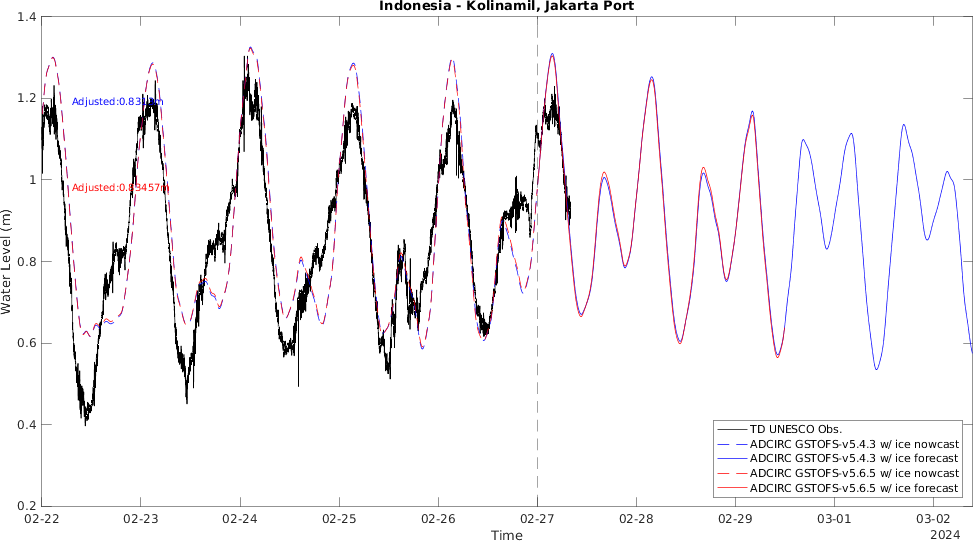 Indonesia - Kolinamil, Jakarta Port
Water Level (m)
1.4
1.2
1
0.8
0.6
0.4
0.2
Adjusted:0.83457m
02-22
02-23
02-24
02-25
02-26
02-27
02-28
02-29
03-01
03-02
Time
2024
TD UNESCO Obs.
ADCIRC GSTOFS-v5.4.3 w/ ice nowcast
ADCIRC GSTOFS-v5.4.3 w/ ice forecast
ADCIRC GSTOFS-v5.6.5 w/ ice nowcast
ADCIRC GSTOFS-v5.6.5 w/ ice forecast